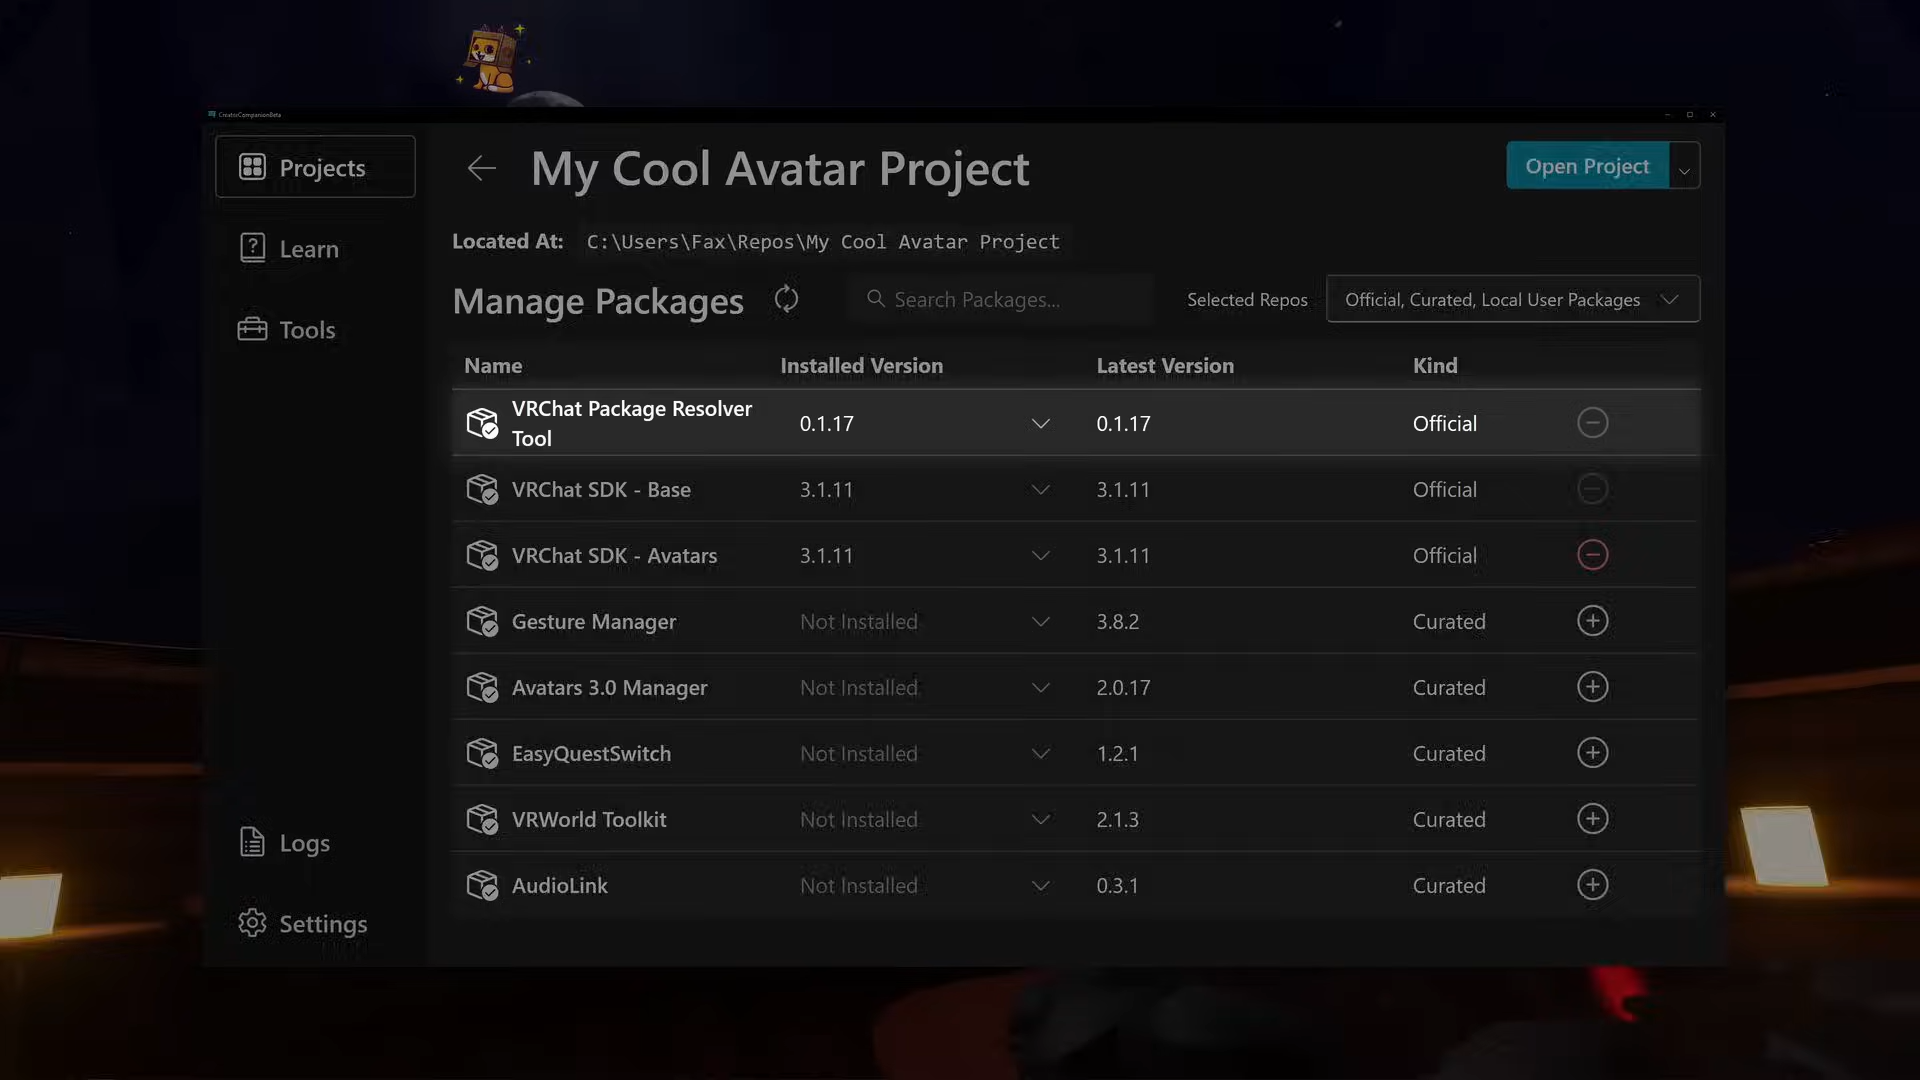 CreatorCompanionBeta
Projects
My Cool Avatar Project
Open Project
Learn
Located At: C:\Users\Fax\Repos\My Cool Avatar Project
Manage Packages
Search Packages...
Selected Repos
Official, Curated, Local User Packages
Tools
Name Installed Version Latest Version Kind
VRChat Package Resolver
Tool
0.1.17 0.1.17 Official
VRChat SDK - Base 3.1.11 3.1.11 Official
VRChat SDK - Avatars 3.1.11 3.1.11 Official
Gesture Manager Not Installed 3.8.2 Curated
Avatars 3.0 Manager Not Installed 2.0.17 Curated
EasyQuestSwitch Not Installed 1.2.1 Curated
VRWorld Toolkit Not Installed 2.1.3 Curated
AudioLink Not Installed 0.3.1 Curated
Logs
Settings